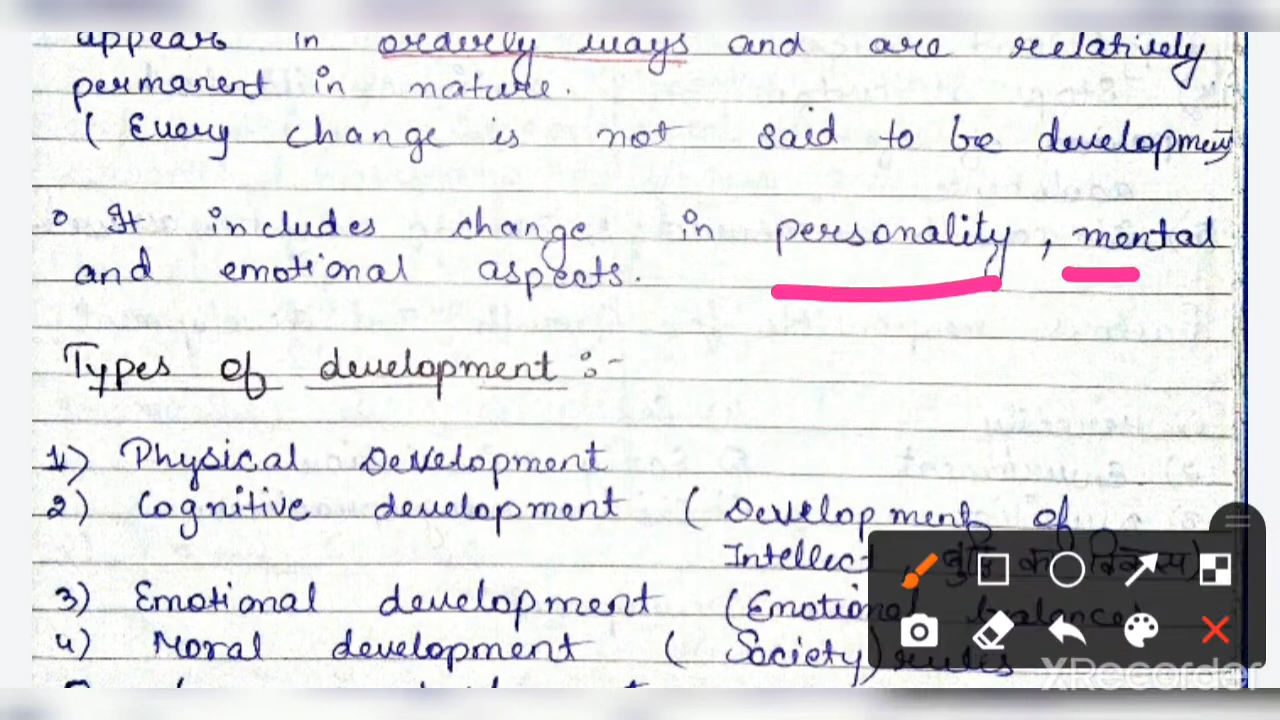 appears in orderly ways and are relatively
permanent in nature.
( Every change is not said to be development
o It includes change in personality, mental
and emotional aspects.
Types of development :-
1) Physical Development
2) Cognitive development ( Development of
Intellect, बुद्धि का विकास)
3) Emotional development (Emotional balance
4) Moral development ( Society) rules
XRecorder